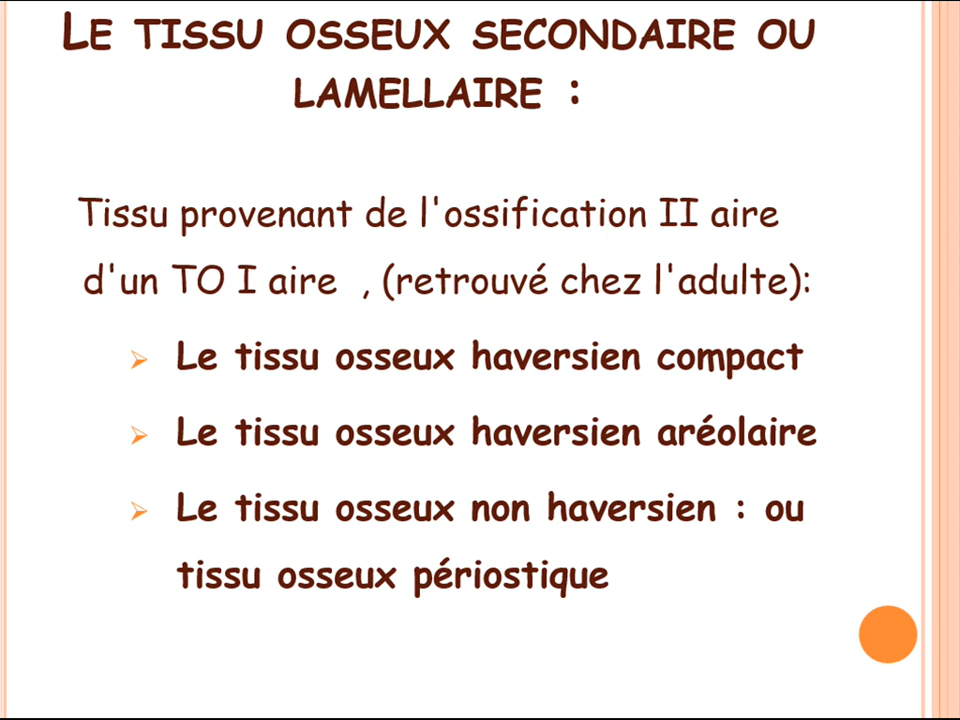 LE TISSU OSSEUX SECONDAIRE OU
LAMELLAIRE :
Tissu provenant de l'ossification II aire
d'un TO I aire , (retrouvé chez l'adulte):
Le tissu osseux haversien compact
Le tissu osseux haversien aréolaire
Le tissu osseux non haversien : ou
tissu osseux périostique